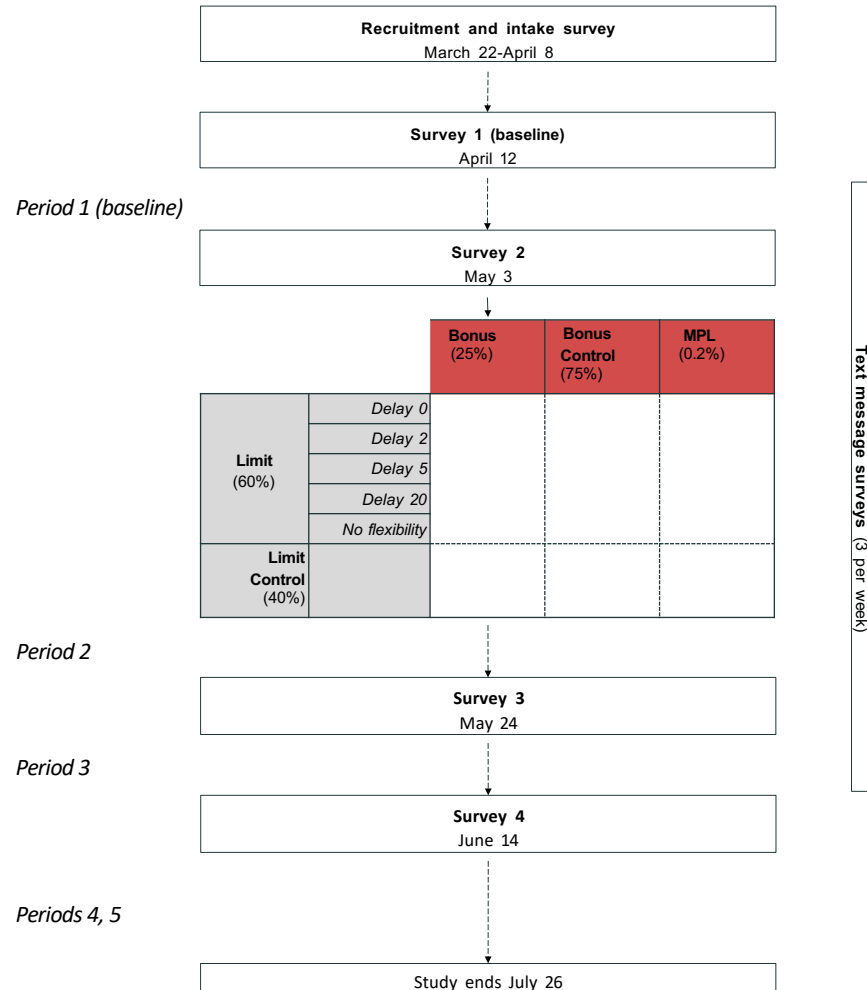 Recruitment and intake survey
March 22-April 8
Survey 1 (baseline)
April 12
Period 1 (baseline)
Survey 2
May 3
Bonus
(25%)
Bonus
Control
(75%)
MPL
(0.2%)
Limit
(60%)
Delay 0
Delay 2
Delay 5
Delay 20
No flexibility
Limit
Control
(40%)
Period 2
Survey 3
May 24
Period 3
Survey 4
June 14
Periods 4, 5
Study ends July 26
Text message surveys (3 per week)